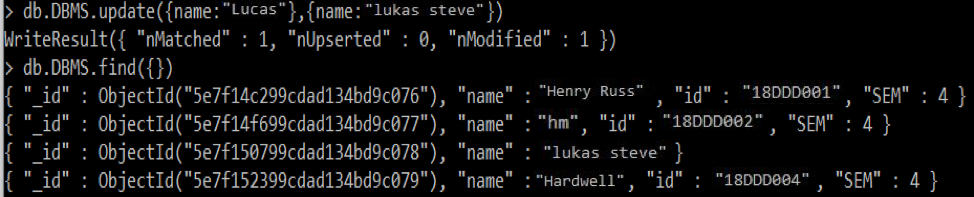 > db.DBMS.update({name:"Lucas"},{name:"lukas steve"})
WriteResult({ "nMatched" : 1, "nUpserted" : 0, "nModified" : 1 })
> db.DBMS.find({})
{ "_id" : ObjectId("5e7f14c299cdad134bd9c076"), "name" : "Henry Russ" , "id" : "18DDD001", "SEM" : 4 }
{ "_id" : ObjectId("5e7f14f699cdad134bd9c077"), "name" : "hm", "id" : "18DDD002" , "SEM" : 4 }
{ "_id" : ObjectId("5e7f150799cdad134bd9c078"), "name" : "lukas steve" }
{ "_id" : ObjectId("5e7f152399cdad134bd9c079"), "name" : "Hardwell", "id" : "18DDD004" , "SEM" : 4 }